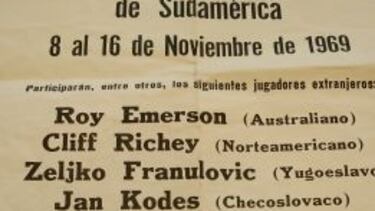 de Sudamérica
8 al 16 de Noviembre de 1969
Participarán, entre otros, los siguientes jugadores extranjeros:
Roy Emerson (Australiano)
Cliff Richey (Norteamericano)
Zeljko Franulovic (Yugoeslavo
Jan Kodes (Checoslovaco)